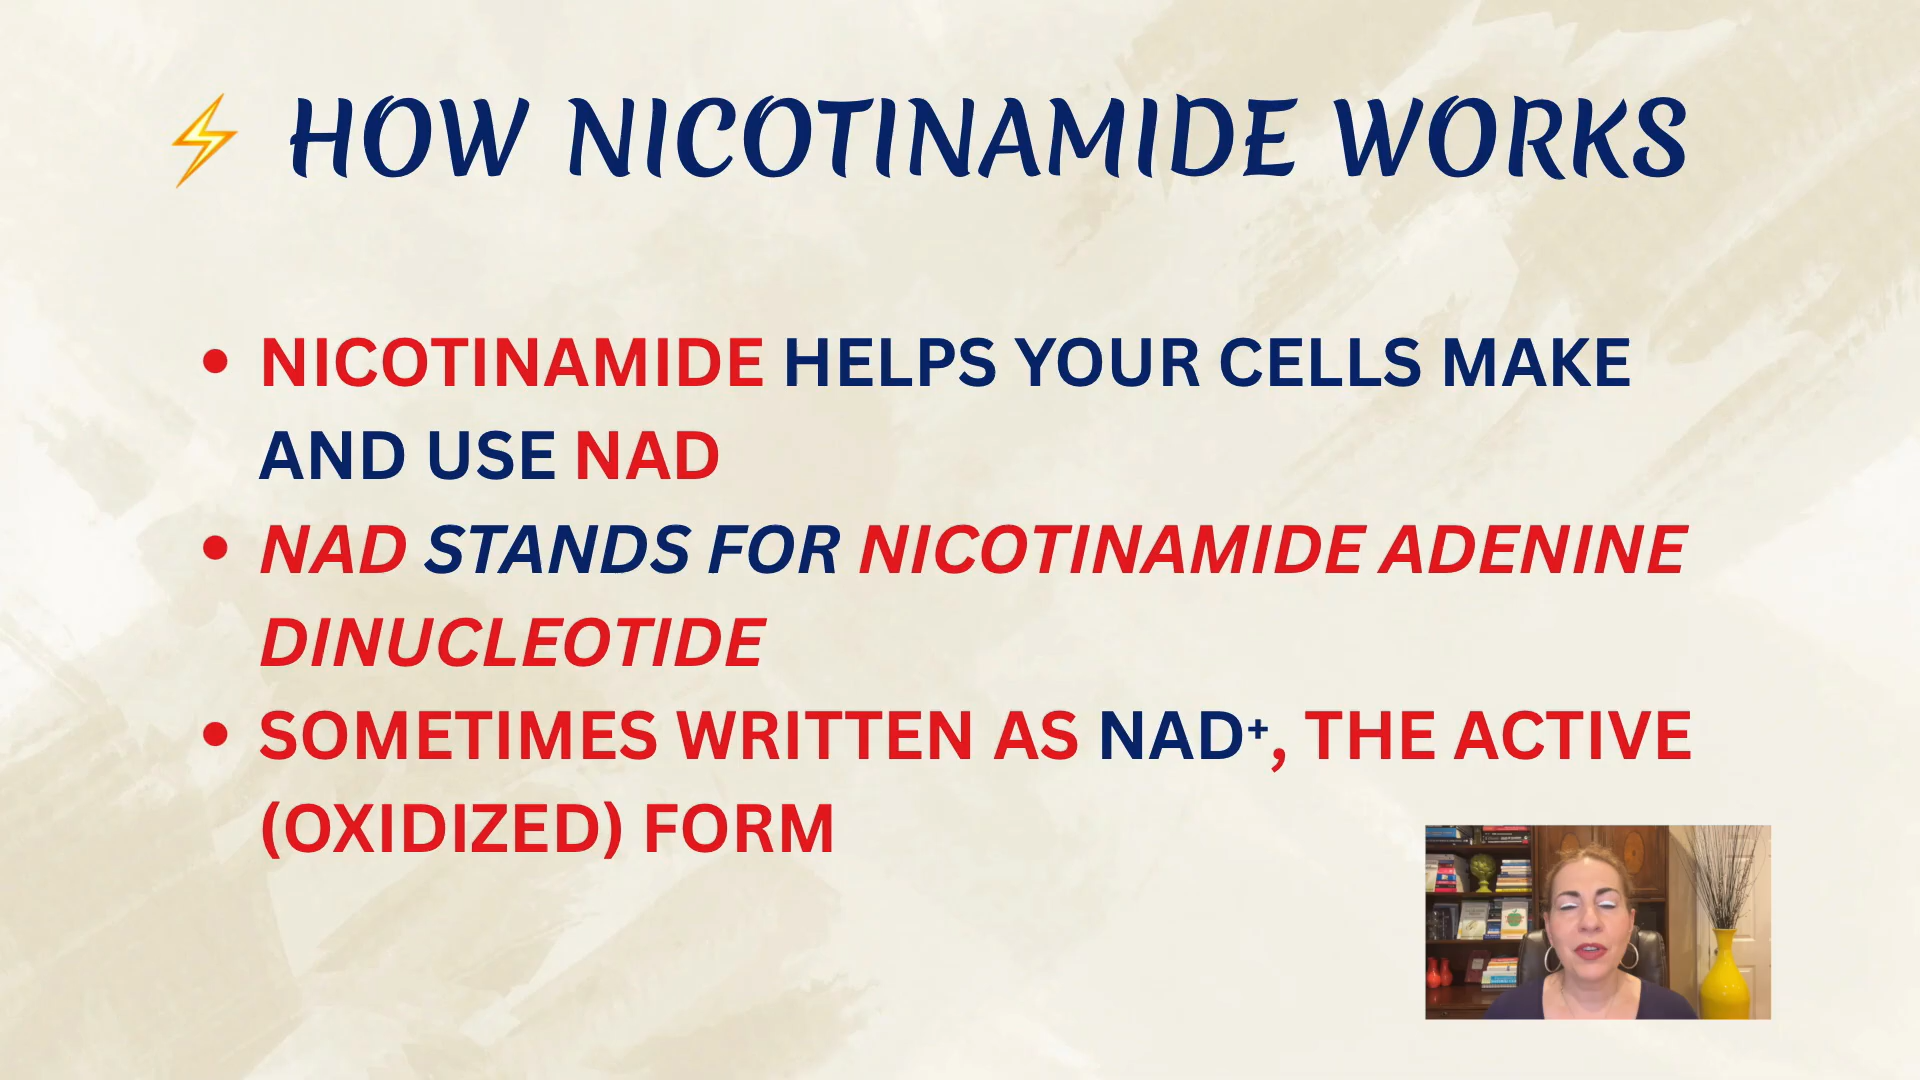 ⚡ HOW NICOTINAMIDE WORKS
• NICOTINAMIDE HELPS YOUR CELLS MAKE
AND USE NAD
• NAD STANDS FOR NICOTINAMIDE ADENINE
DINUCLEOTIDE
• SOMETIMES WRITTEN AS NAD⁺, THE ACTIVE
(OXIDIZED) FORM